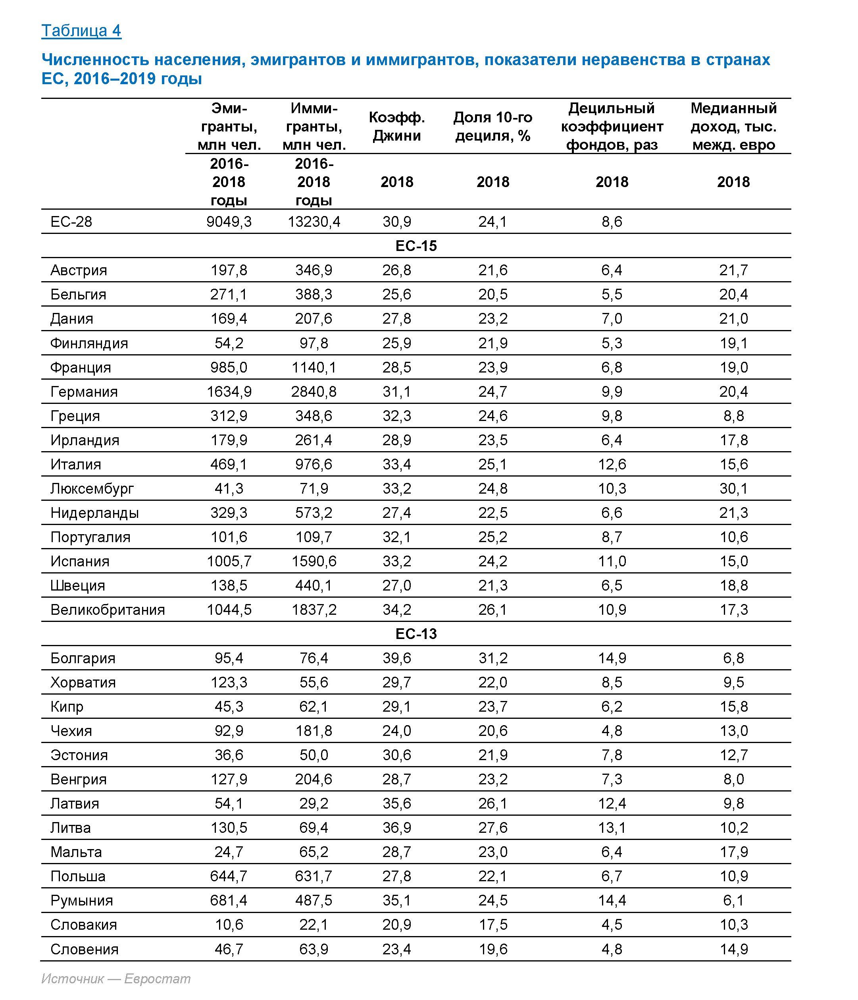 Таблица 4
Численность населения, эмигрантов и иммигрантов, показатели неравенства в странах
ЕС, 2016–2019 годы
Эми-гранты, млн чел. Имми-гранты, млн чел. Коэфф. Джини Доля 10-го дециля, % Децильный коэффициент фондов, раз Медианный доход, тыс. межд. евро
2016-2018 годы 2016-2018 годы 2018 2018 2018 2018
ЕС-28 9049,3 13230,4 30,9 24,1 8,6
ЕС-15
Австрия 197,8 346,9 26,8 21,6 6,4 21,7
Бельгия 271,1 388,3 25,6 20,5 5,5 20,4
Дания 169,4 207,6 27,8 23,2 7,0 21,0
Финляндия 54,2 97,8 25,9 21,9 5,3 19,1
Франция 985,0 1140,1 28,5 23,9 6,8 19,0
Германия 1634,9 2840,8 31,1 24,7 9,9 20,4
Греция 312,9 348,6 32,3 24,6 9,8 8,8
Ирландия 179,9 261,4 28,9 23,5 6,4 17,8
Италия 469,1 976,6 33,4 25,1 12,6 15,6
Люксембург 41,3 71,9 33,2 24,8 10,3 30,1
Нидерланды 329,3 573,2 27,4 22,5 6,6 21,3
Португалия 101,6 109,7 32,1 25,2 8,7 10,6
Испания 1005,7 1590,6 33,2 24,2 11,0 15,0
Швеция 138,5 440,1 27,0 21,3 6,5 18,8
Великобритания 1044,5 1837,2 34,2 26,1 10,9 17,3
ЕС-13
Болгария 95,4 76,4 39,6 31,2 14,9 6,8
Хорватия 123,3 55,6 29,7 22,0 8,5 9,5
Кипр 45,3 62,1 29,1 23,7 6,2 15,8
Чехия 92,9 181,8 24,0 20,6 4,8 13,0
Эстония 36,6 50,0 30,6 21,9 7,8 12,7
Венгрия 127,9 204,6 28,7 23,2 7,3 8,0
Латвия 54,1 29,2 35,6 26,1 12,4 9,8
Литва 130,5 69,4 36,9 27,6 13,1 10,2
Мальта 24,7 65,2 28,7 23,0 6,4 17,9
Польша 644,7 631,7 27,8 22,1 6,7 10,9
Румыния 681,4 487,5 35,1 24,5 14,4 6,1
Словакия 10,6 22,1 20,9 17,5 4,5 10,3
Словения 46,7 63,9 23,4 19,6 4,8 14,9
Источник — Евростат